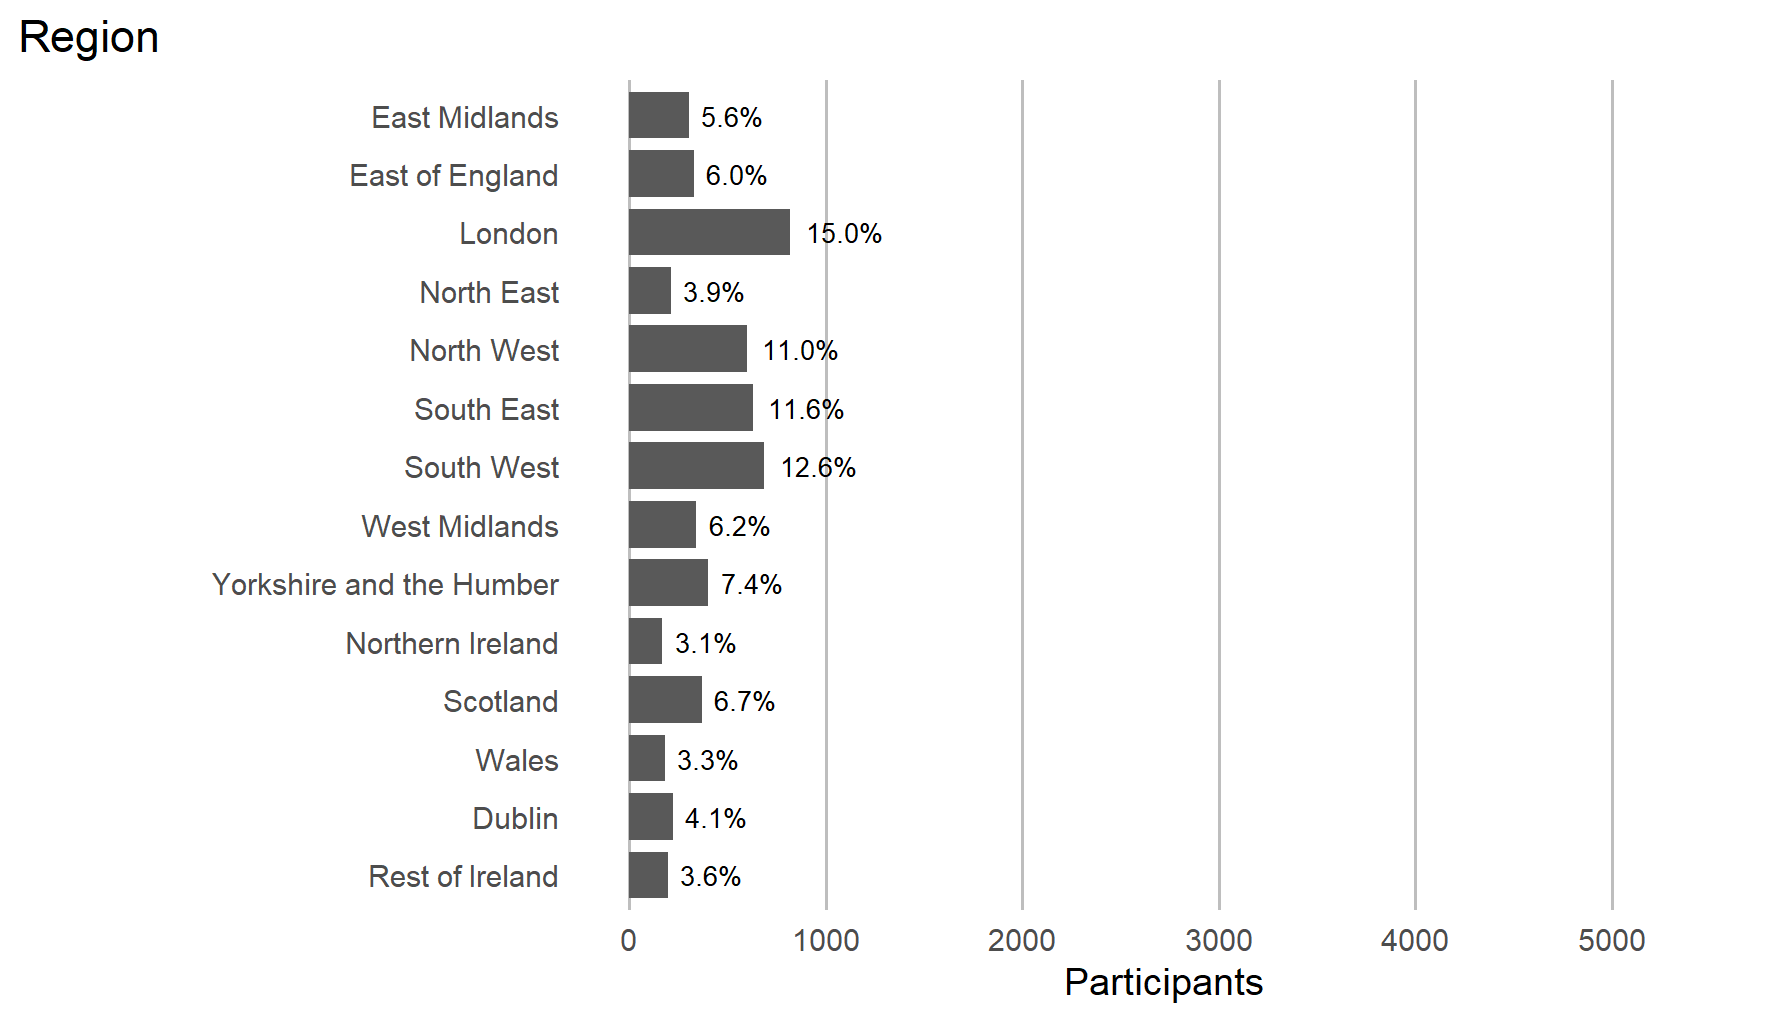 Region
East Midlands 5.6%
East of England 6.0%
London 15.0%
North East 3.9%
North West 11.0%
South East 11.6%
South West 12.6%
West Midlands 6.2%
Yorkshire and the Humber 7.4%
Northern Ireland 3.1%
Scotland 6.7%
Wales 3.3%
Dublin 4.1%
Rest of Ireland 3.6%
0 1000 2000 3000 4000 5000
Participants